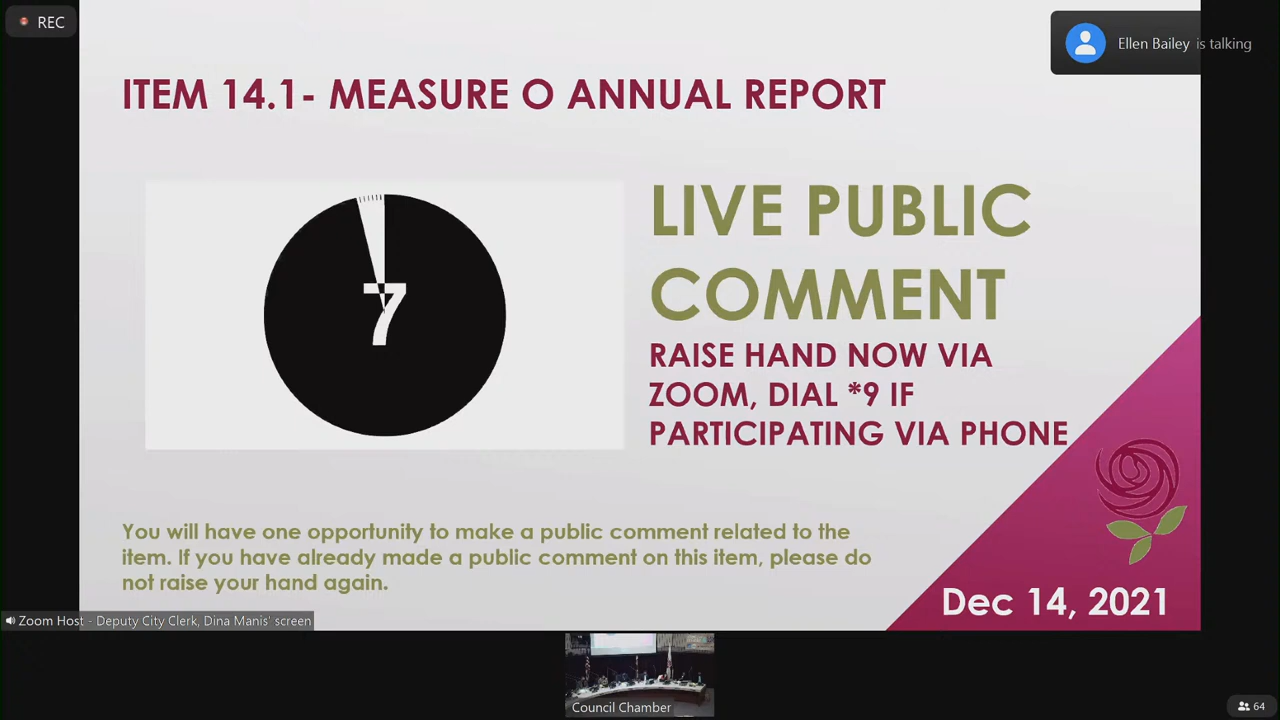 REC
Ellen Bailey is talking
ITEM 14.1- MEASURE O ANNUAL REPORT
7
LIVE PUBLIC
COMMENT
RAISE HAND NOW VIA
ZOOM, DIAL *9 IF
PARTICIPATING VIA PHONE
You will have one opportunity to make a public comment related to the
item. If you have already made a public comment on this item, please do
not raise your hand again.
Dec 14, 2021
Zoom Host - Deputy City Clerk, Dina Manis' screen
Council Chamber
64